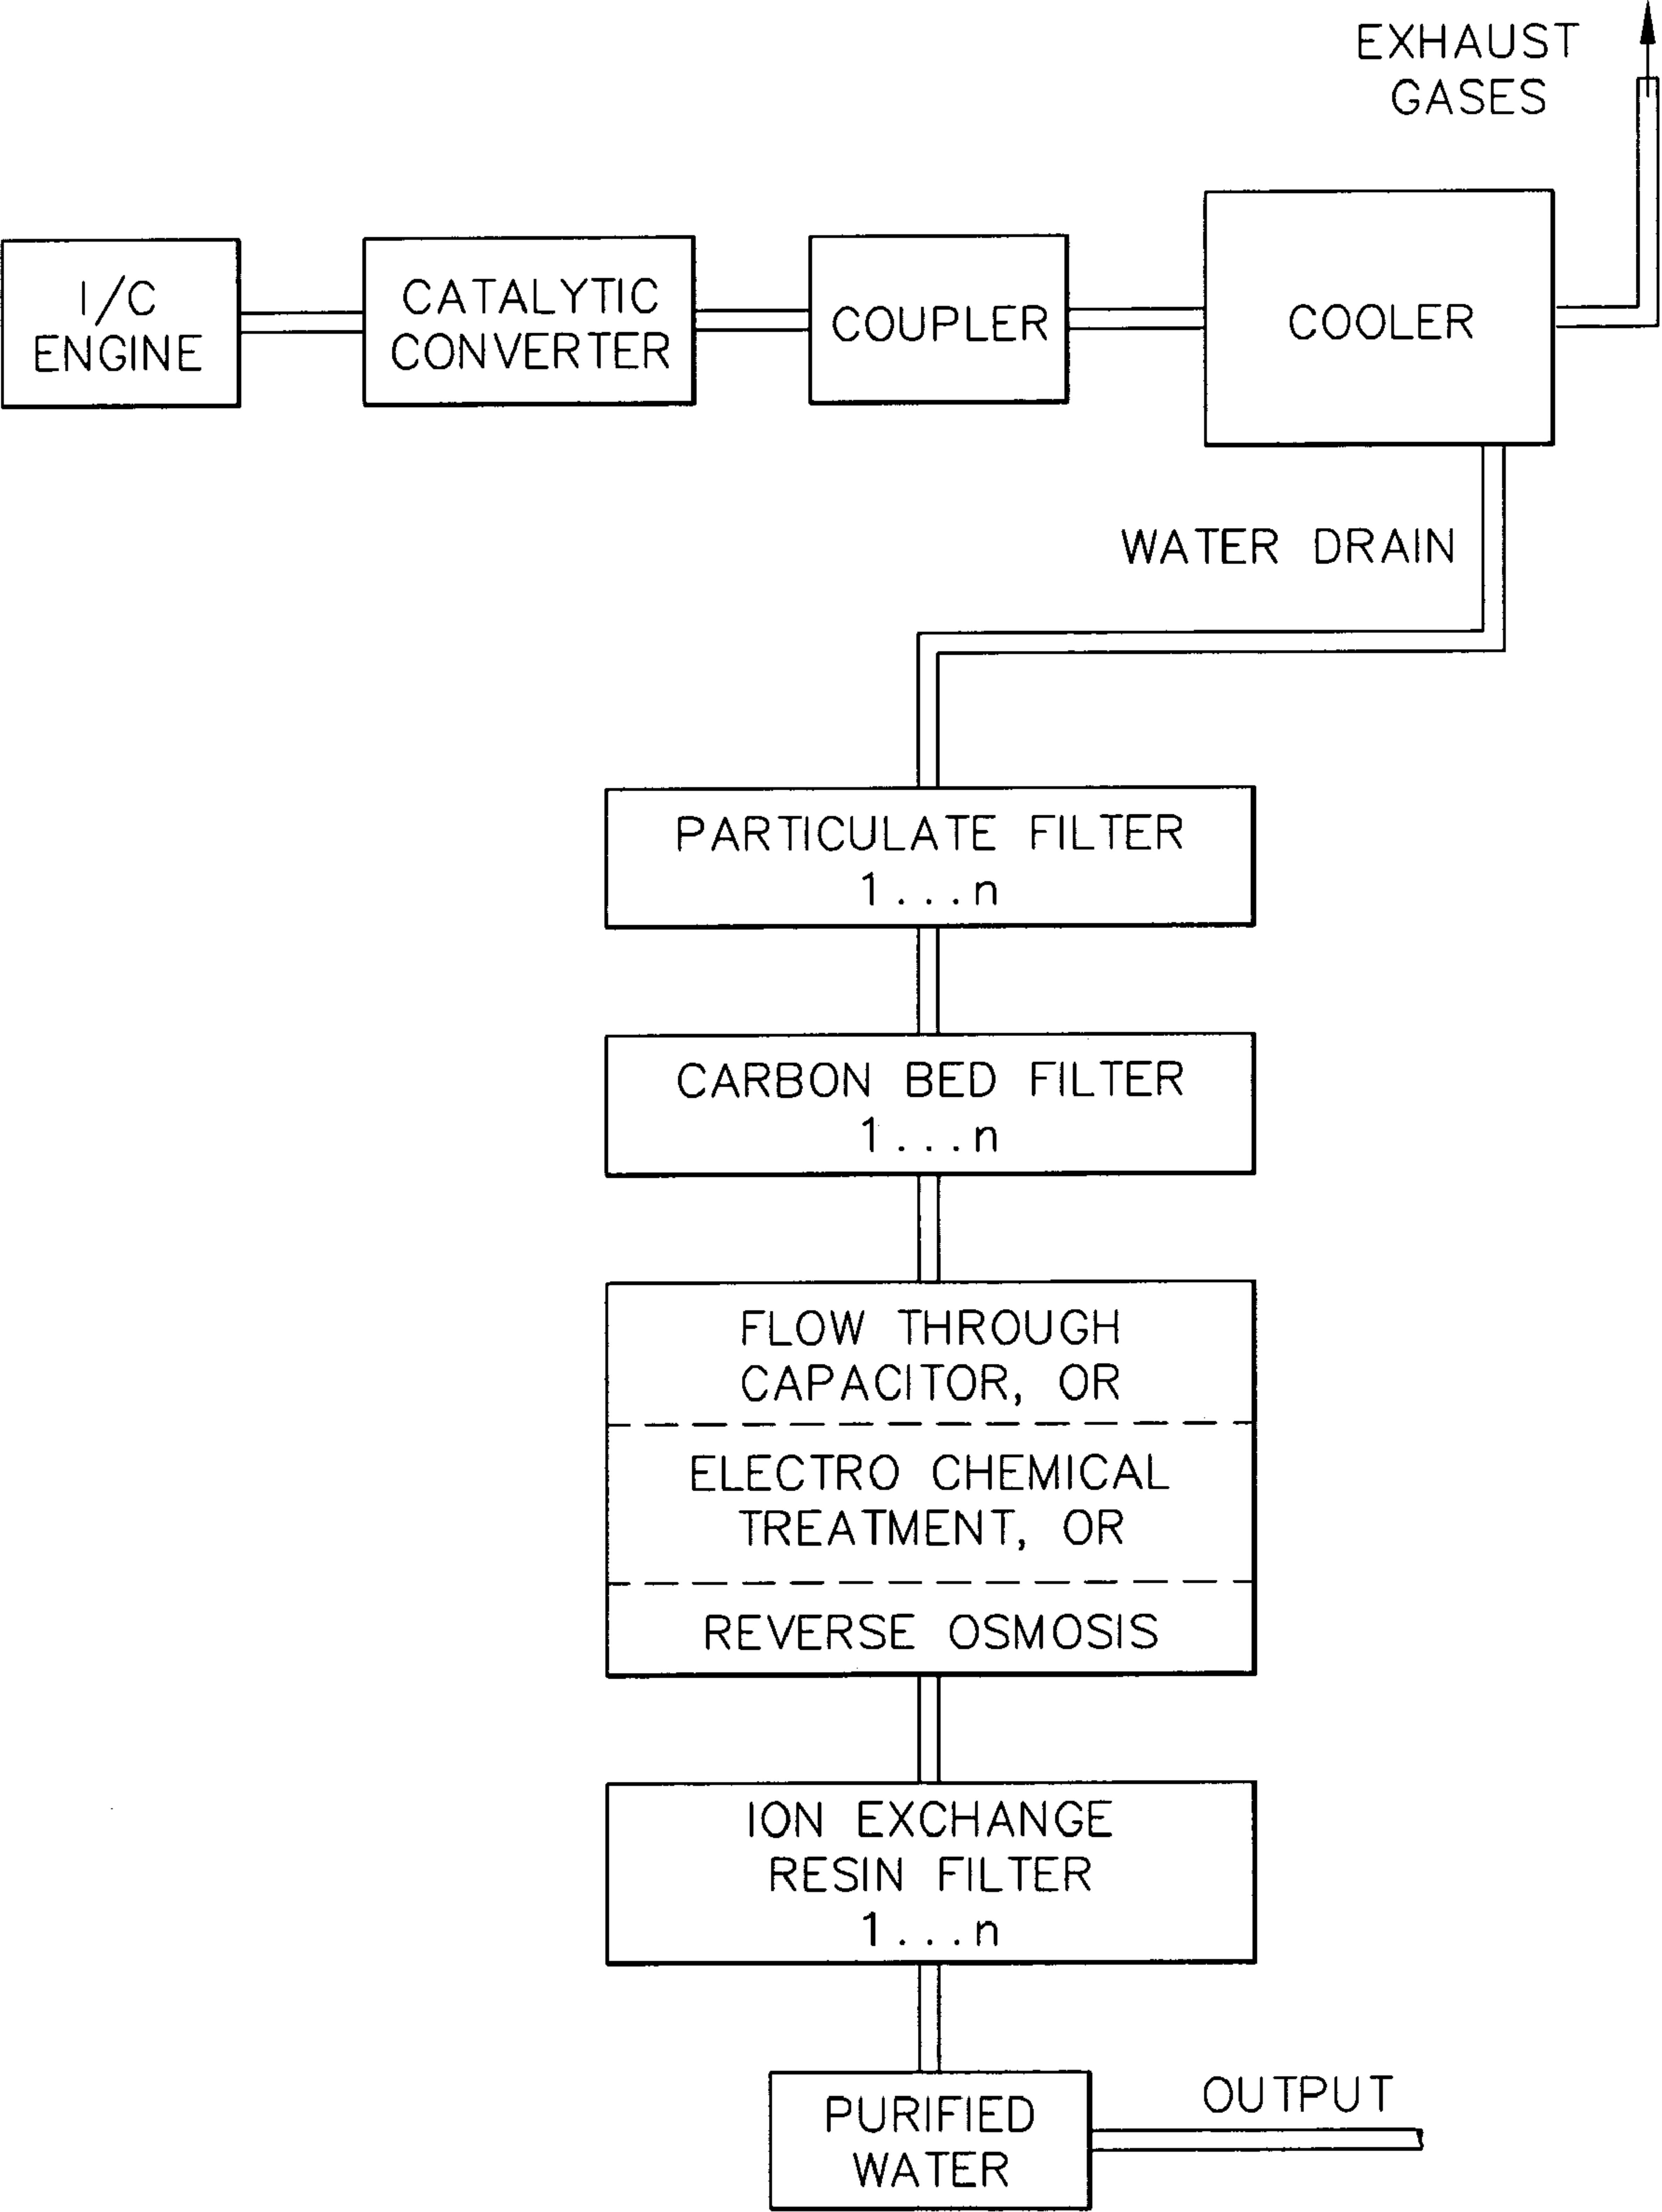 EXHAUST
GASES
I/C
ENGINE
CATALYTIC
CONVERTER
COUPLER
COOLER
WATER DRAIN
PARTICULATE FILTER
1...n
CARBON BED FILTER
1...n
FLOW THROUGH
CAPACITOR, OR
ELECTRO CHEMICAL
TREATMENT, OR
REVERSE OSMOSIS
ION EXCHANGE
RESIN FILTER
1...n
PURIFIED
WATER
OUTPUT